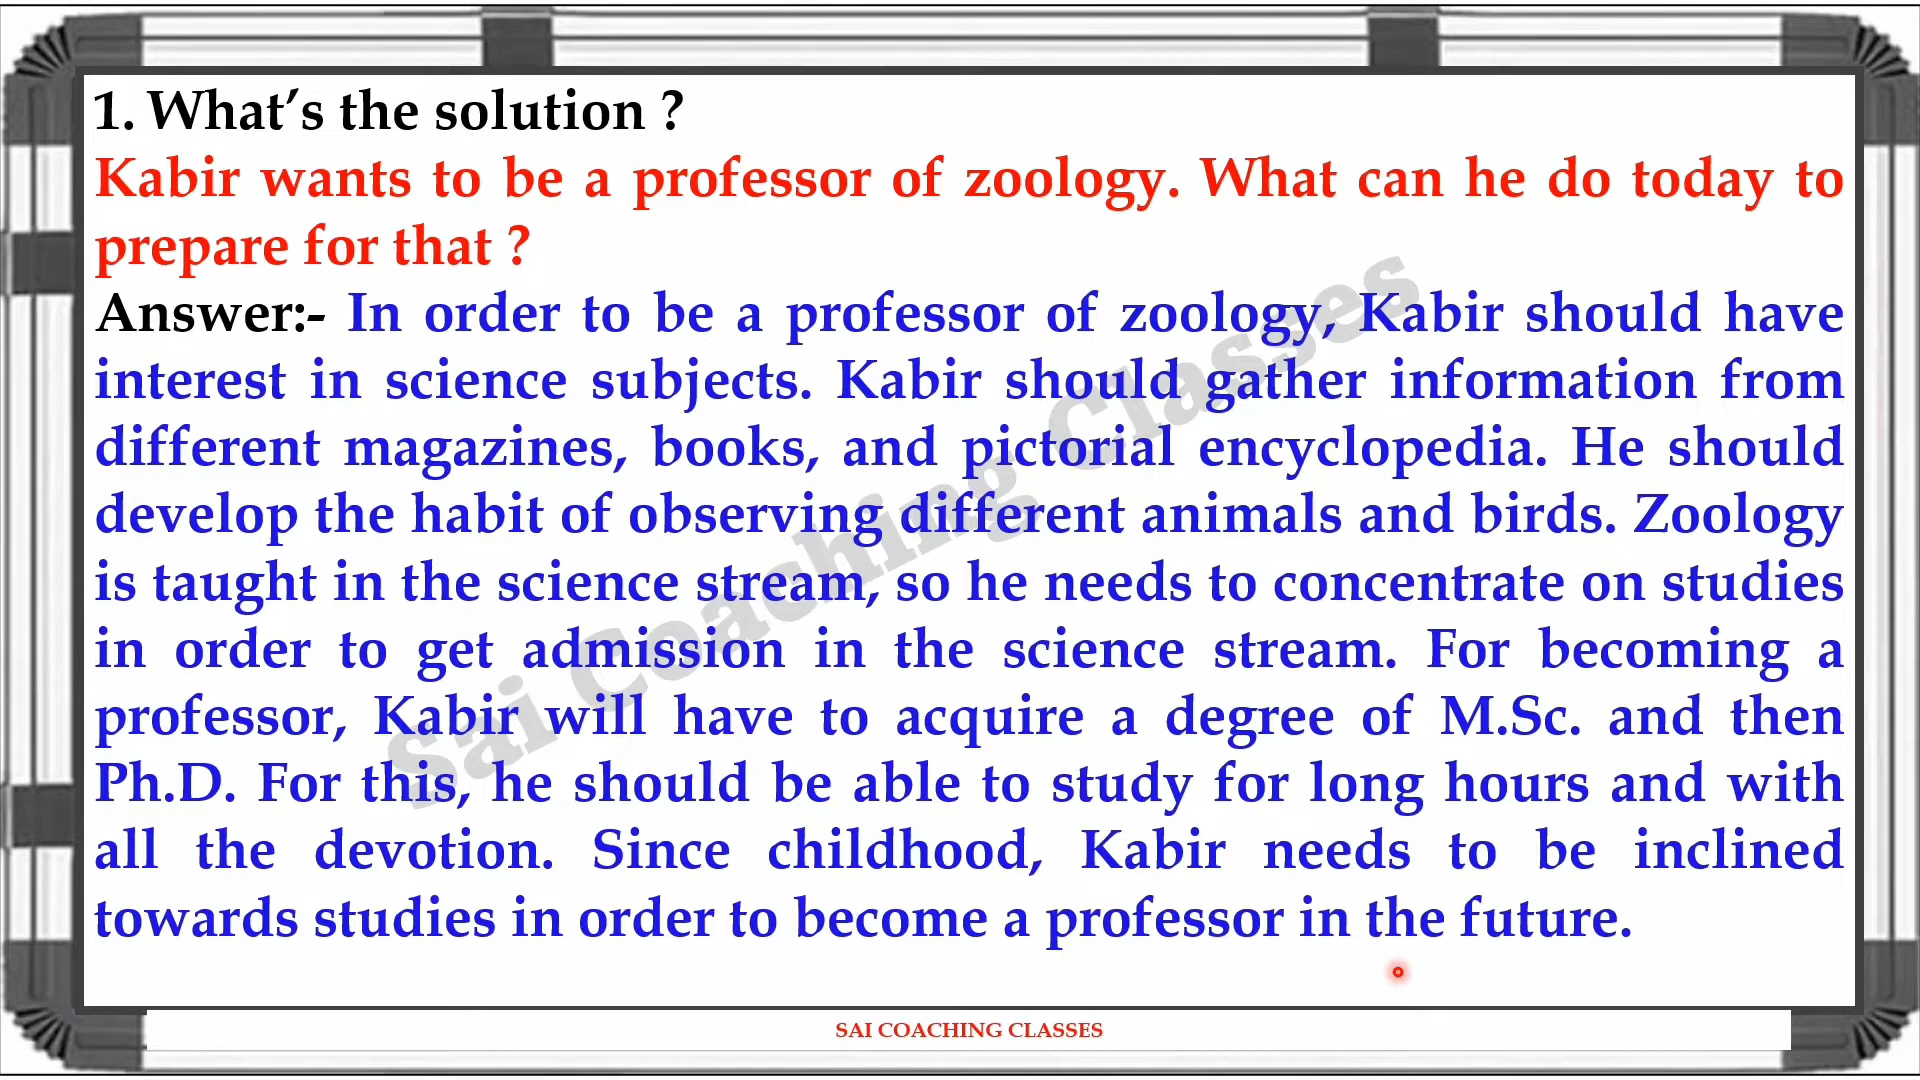 1. What’s the solution ?
Kabir wants to be a professor of zoology. What can he do today to
prepare for that ?
Answer:- In order to be a professor of zoology, Kabir should have
interest in science subjects. Kabir should gather information from
different magazines, books, and pictorial encyclopedia. He should
develop the habit of observing different animals and birds. Zoology
is taught in the science stream, so he needs to concentrate on studies
in order to get admission in the science stream. For becoming a
professor, Kabir will have to acquire a degree of M.Sc. and then
Ph.D. For this, he should be able to study for long hours and with
all the devotion. Since childhood, Kabir needs to be inclined
towards studies in order to become a professor in the future.
Sai Coaching Classes
SAI COACHING CLASSES